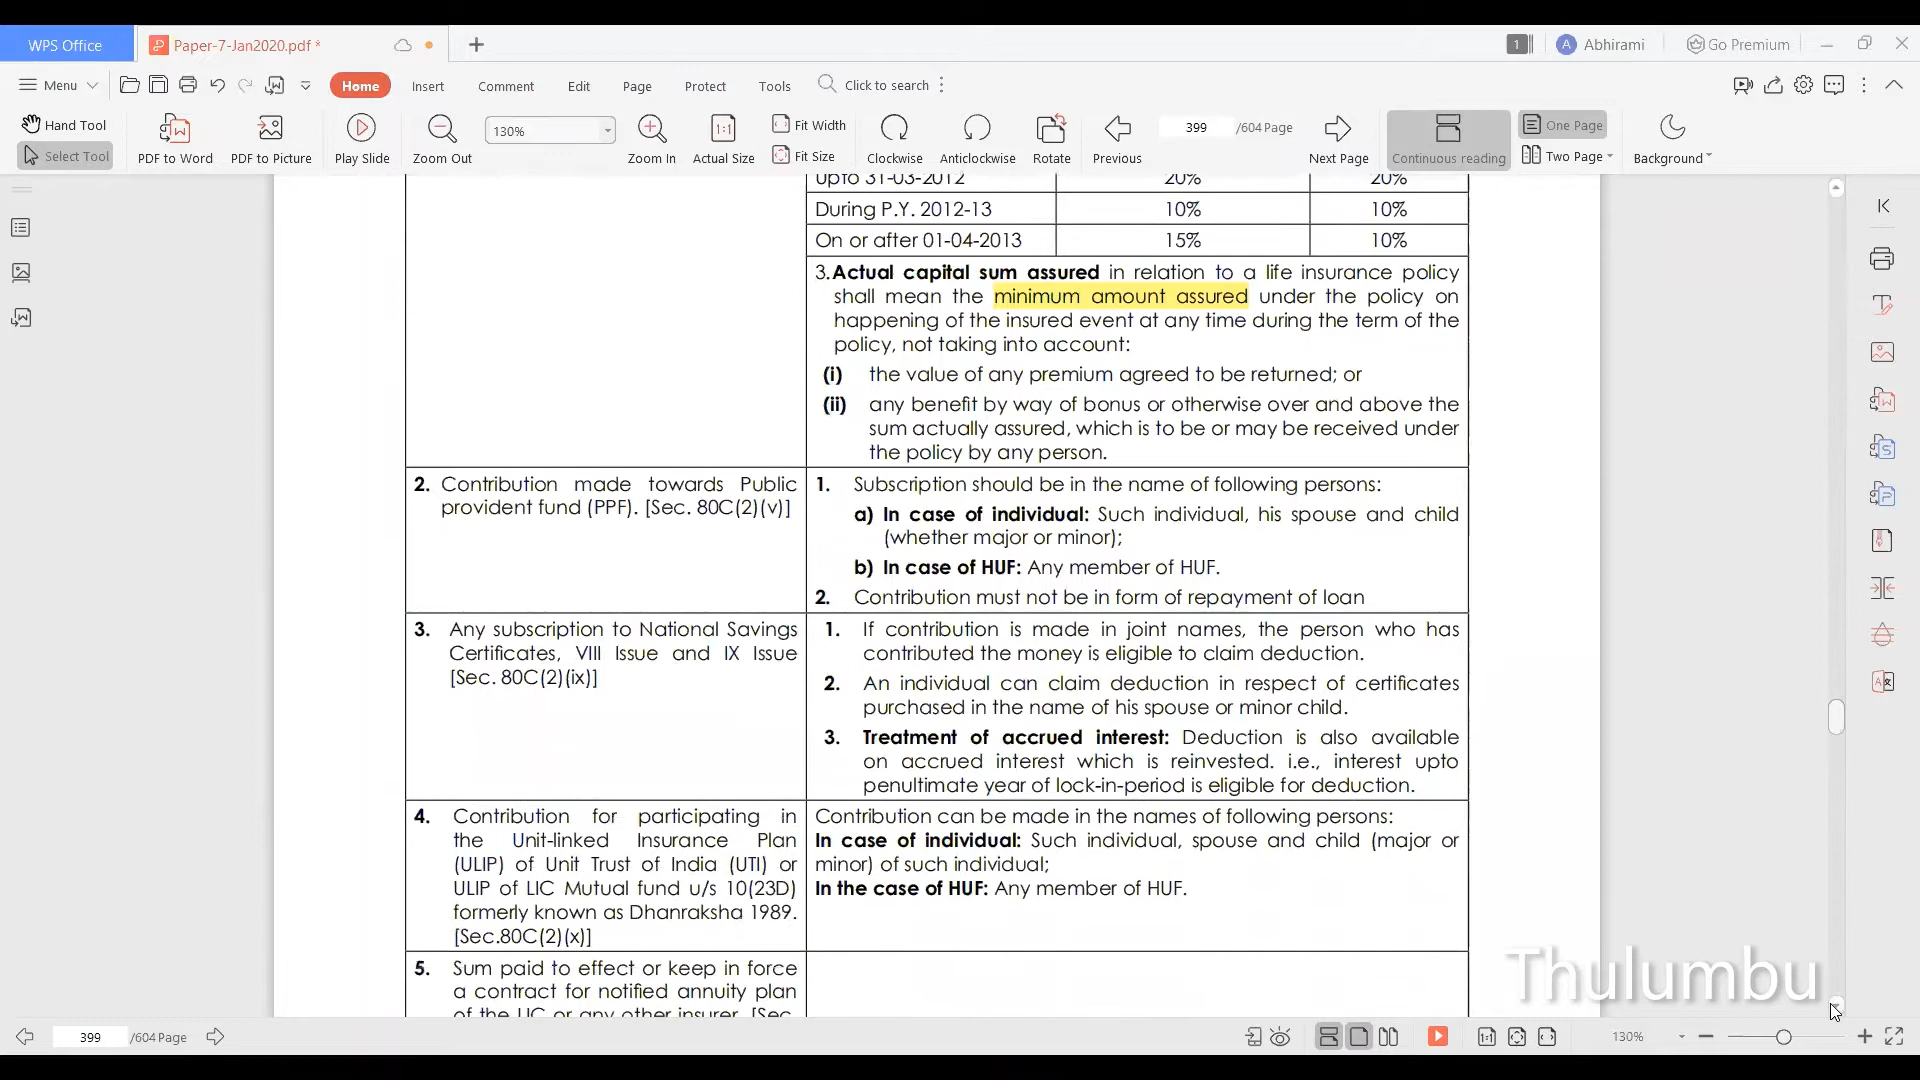 WPS Office
Paper-7-Jan2020.pdf *
1
A Abhirami
Go Premium
Menu
Home
Insert
Comment
Edit
Page
Protect
Tools
Click to search
Hand Tool
Select Tool
PDF to Word
PDF to Picture
Play Slide
Zoom Out
130%
Zoom In
1:1
Actual Size
Fit Width
Fit Size
Clockwise
Anticlockwise
Rotate
Previous
399 /604 Page
Next Page
Continuous reading
One Page
Two Page
Background
upto 31-03-2012 20% 20%
During P.Y. 2012-13 10% 10%
On or after 01-04-2013 15% 10%
3.Actual capital sum assured in relation to a life insurance policy
shall mean the minimum amount assured under the policy on
happening of the insured event at any time during the term of the
policy, not taking into account:
(i) the value of any premium agreed to be returned; or
(ii) any benefit by way of bonus or otherwise over and above the
sum actually assured, which is to be or may be received under
the policy by any person.
2. Contribution made towards Public
provident fund (PPF). [Sec. 80C(2)(v)]
1. Subscription should be in the name of following persons:
a) In case of individual: Such individual, his spouse and child
(whether major or minor);
b) In case of HUF: Any member of HUF.
2. Contribution must not be in form of repayment of loan
3. Any subscription to National Savings
Certificates, VIII Issue and IX Issue
[Sec. 80C(2)(ix)]
1. If contribution is made in joint names, the person who has
contributed the money is eligible to claim deduction.
2. An individual can claim deduction in respect of certificates
purchased in the name of his spouse or minor child.
3. Treatment of accrued interest: Deduction is also available
on accrued interest which is reinvested. i.e., interest upto
penultimate year of lock-in-period is eligible for deduction.
4. Contribution for participating in
the Unit-linked Insurance Plan
(ULIP) of Unit Trust of India (UTI) or
ULIP of LIC Mutual fund u/s 10(23D)
formerly known as Dhanraksha 1989.
[Sec.80C(2)(x)]
Contribution can be made in the names of following persons:
In case of individual: Such individual, spouse and child (major or
minor) of such individual;
In the case of HUF: Any member of HUF.
5. Sum paid to effect or keep in force
a contract for notified annuity plan
of the LIC or any other insurer. [Sec.
Thulumbu
399 /604 Page
1:1
130%